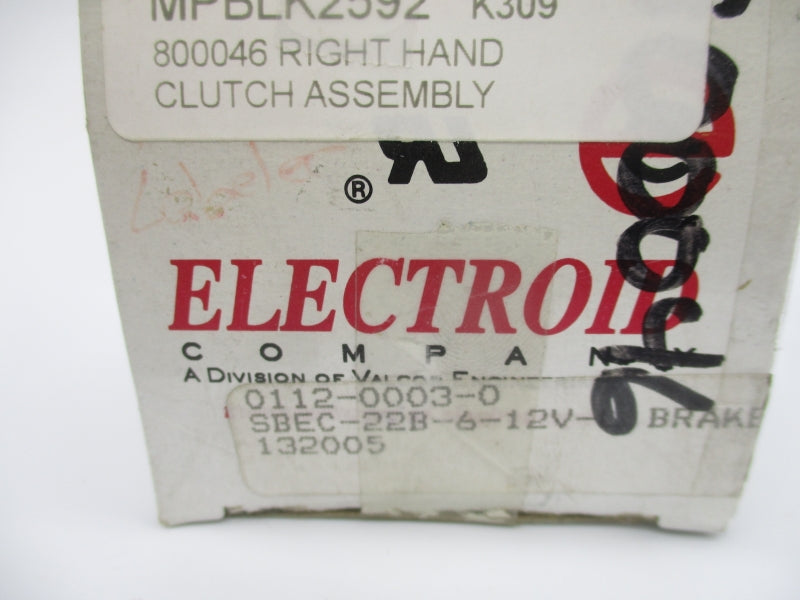 MPBLK2592 K309
800046 RIGHT HAND
CLUTCH ASSEMBLY
®
ELECTROID
COMPANY
A DIVISION OF
0112-0003-0
SBEC-22B-6-12V- BRAKE
132005